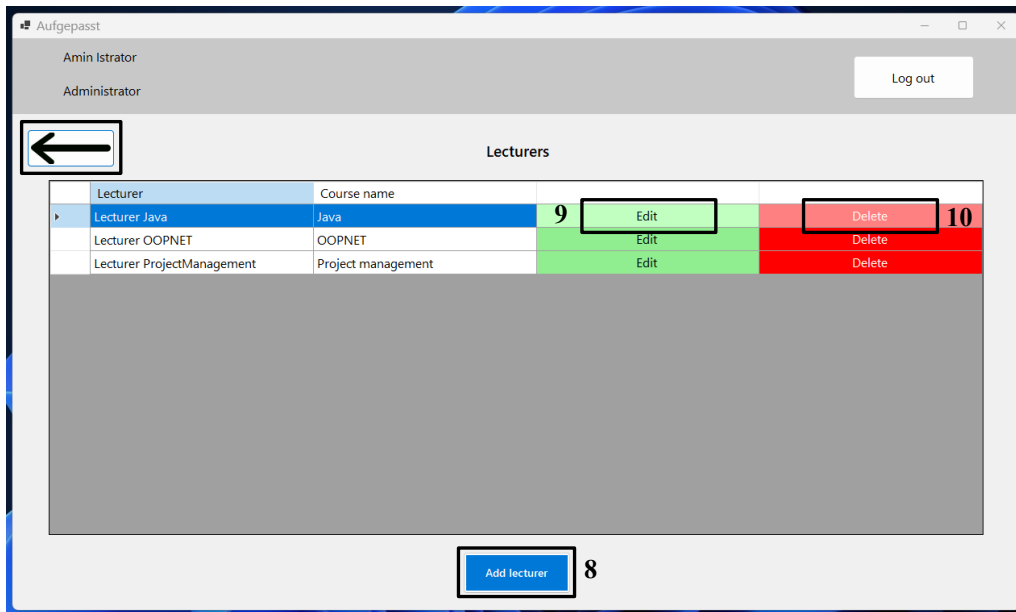 Aufgepasst
Amin Istrator
Log out
Administrator
Lecturers
Lecturer Course name
Lecturer Java Java 9 Edit Delete 10
Lecturer OOPNET OOPNET Edit Delete
Lecturer ProjectManagement Project management Edit Delete
Add lecturer 8